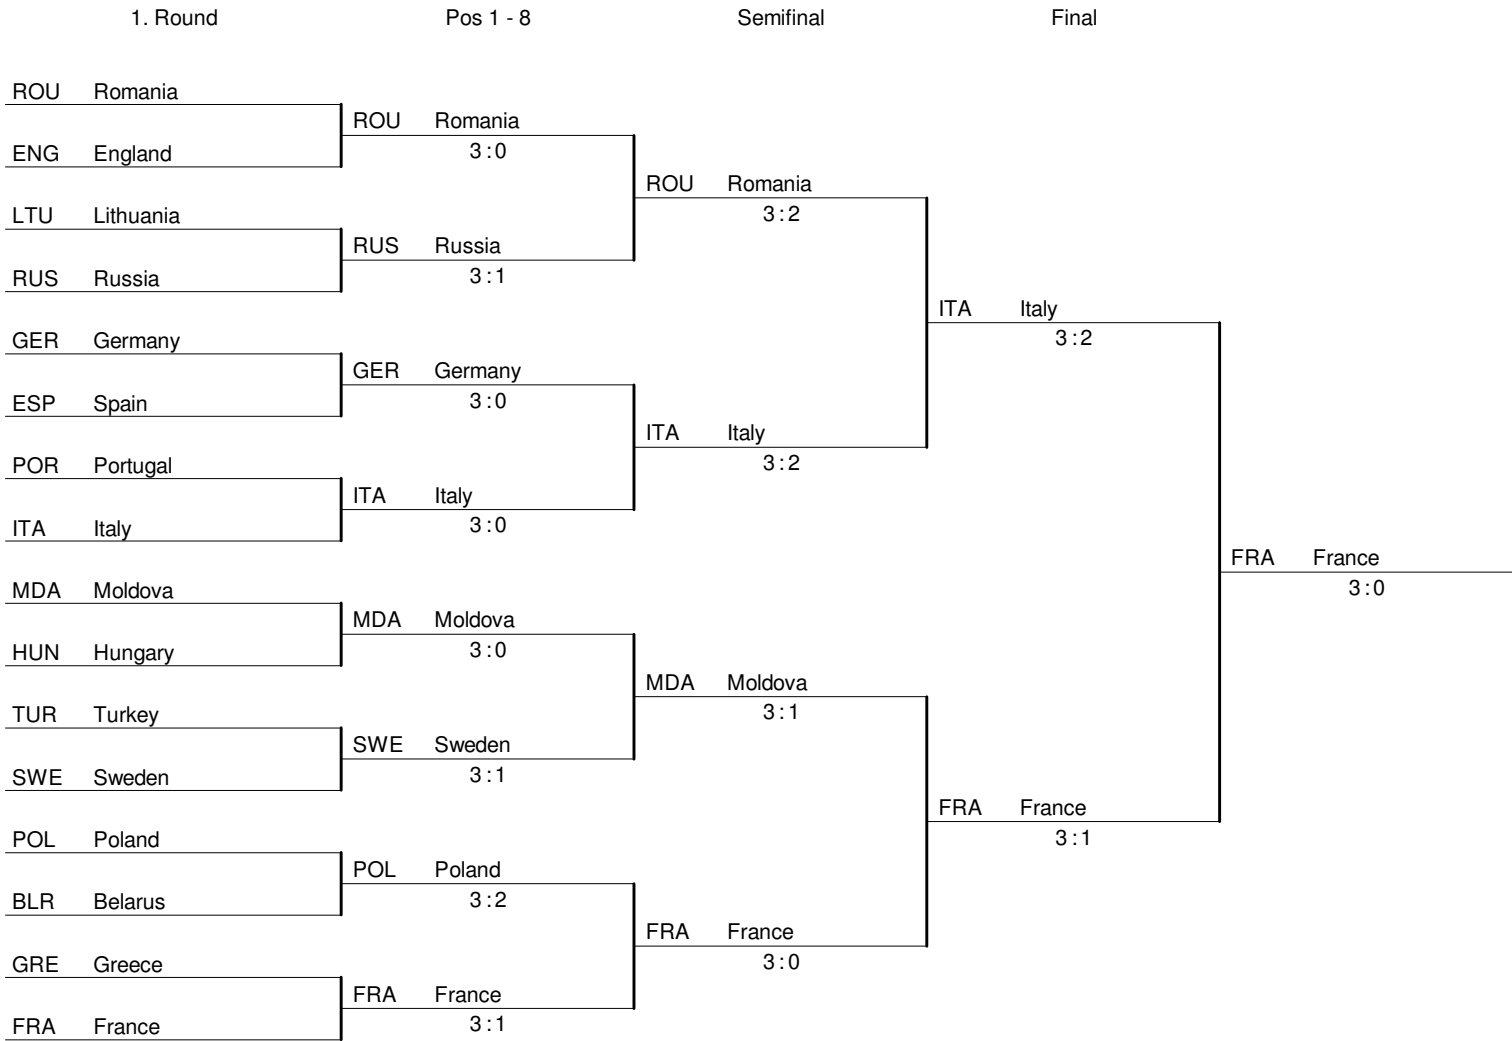 1. Round Pos 1 - 8 Semifinal Final
ROU Romania
ROU Romania
3 : 0
ENG England
ROU Romania
3 : 2
LTU Lithuania
RUS Russia
3 : 1
RUS Russia
ITA Italy
3 : 2
GER Germany
GER Germany
3 : 0
ESP Spain
ITA Italy
3 : 2
POR Portugal
ITA Italy
3 : 0
ITA Italy
FRA France
3 : 0
MDA Moldova
MDA Moldova
3 : 0
HUN Hungary
MDA Moldova
3 : 1
TUR Turkey
SWE Sweden
3 : 1
SWE Sweden
FRA France
3 : 1
POL Poland
POL Poland
3 : 2
BLR Belarus
FRA France
3 : 0
GRE Greece
FRA France
3 : 1
FRA France